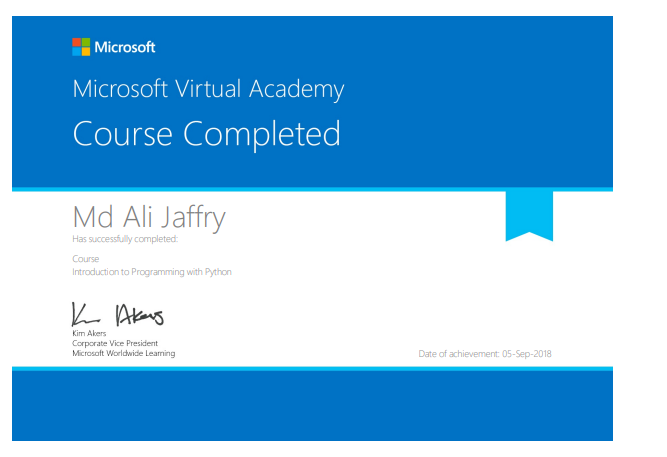 Microsoft
Microsoft Virtual Academy
Course Completed
Md Ali Jaffry
Has successfully completed:
Course
Introduction to Programming with Python
Kim Akers
Kim Akers
Corporate Vice President
Microsoft Worldwide Learning
Date of achievement: 05-Sep-2018